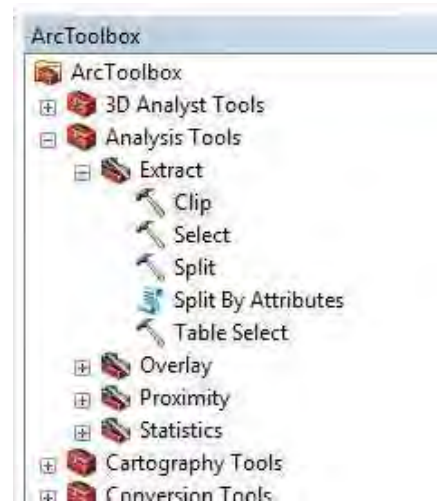 ArcToolbox
ArcToolbox
3D Analyst Tools
Analysis Tools
Extract
Clip
Select
Split
Split By Attributes
Table Select
Overlay
Proximity
Statistics
Cartography Tools
Conversion Tools